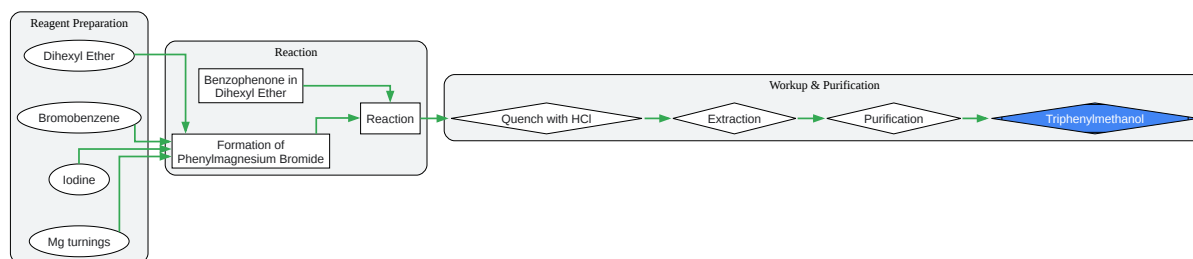 Reagent Preparation
Dihexyl Ether
Bromobenzene
Iodine
Mg turnings
Reaction
Benzophenone in
Dihexyl Ether
Reaction
Formation of
Phenylmagnesium Bromide
Workup & Purification
Quench with HCl
Extraction
Purification
Triphenylmethanol